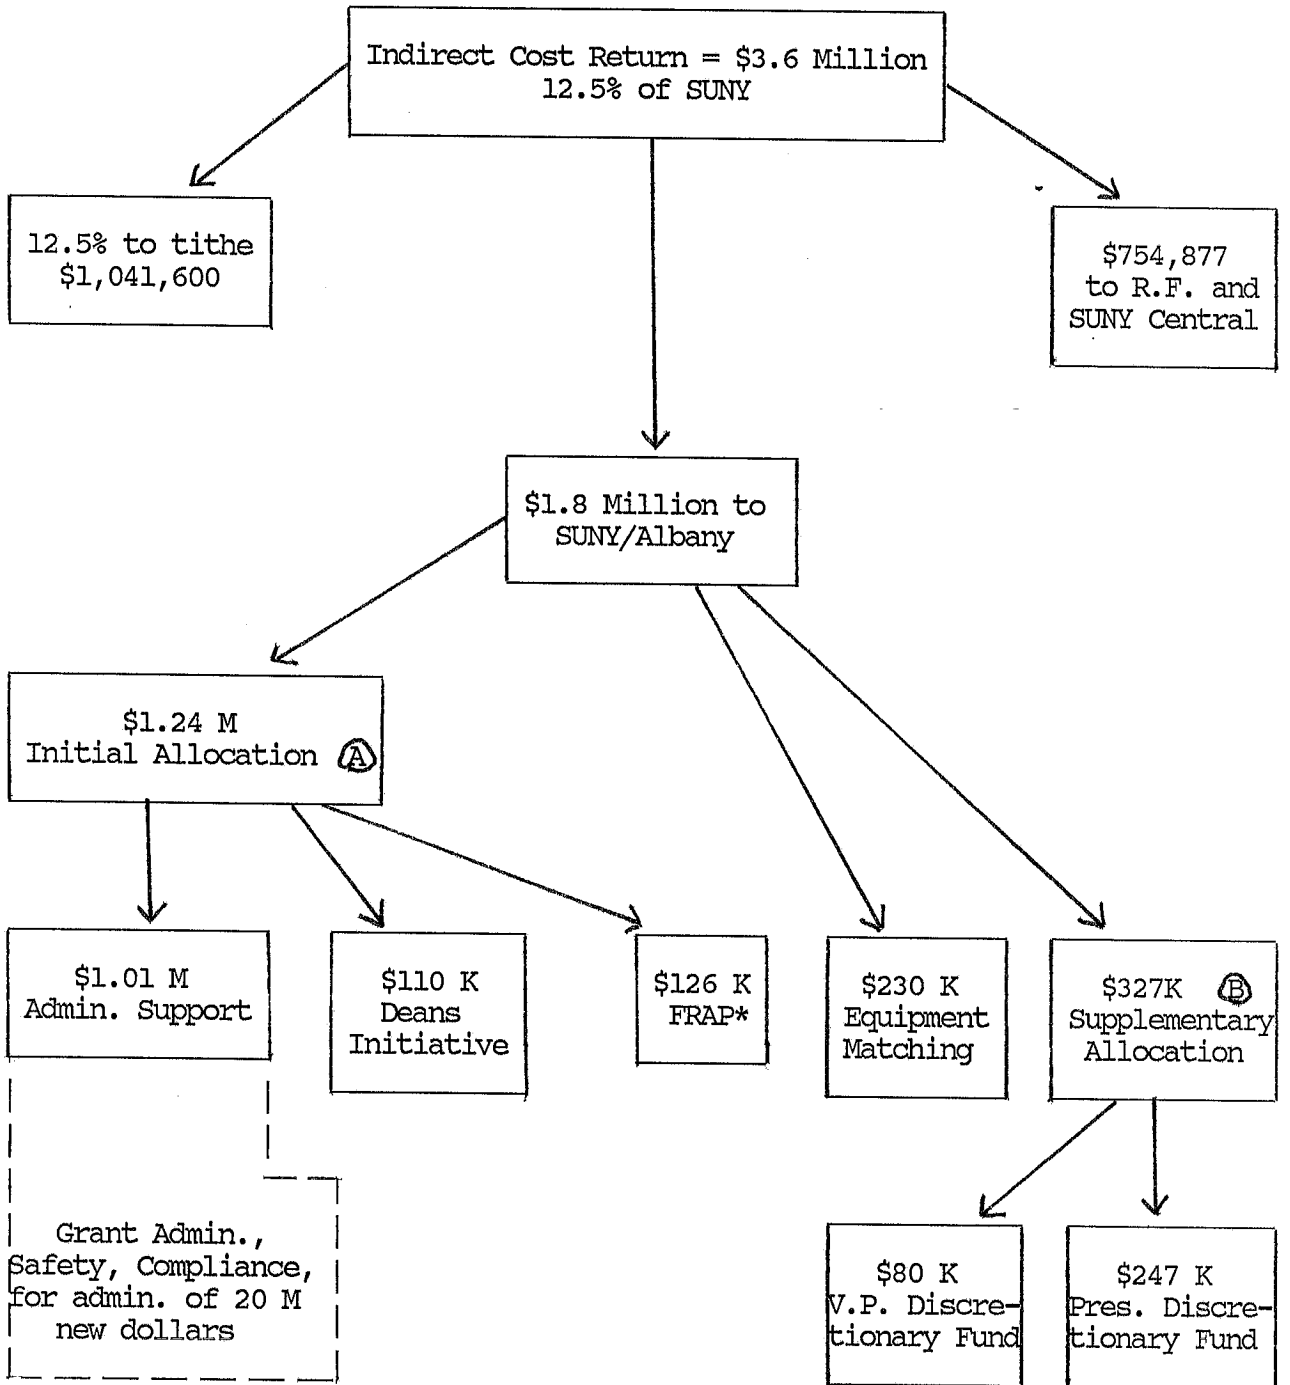 Indirect Cost Return = $3.6 Million
12.5% of SUNY
12.5% to tithe
$1,041,600
$754,877
to R.F. and
SUNY Central
$1.8 Million to
SUNY/Albany
$1.24 M
Initial Allocation A
$1.01 M
Admin. Support
$110 K
Deans
Initiative
$126 K
FRAP*
$230 K
Equipment
Matching
$327K B
Supplementary
Allocation
Grant Admin.,
Safety, Compliance,
for admin. of 20 M
new dollars
$80 K
V.P. Discre-
tionary Fund
$247 K
Pres. Discre-
tionary Fund